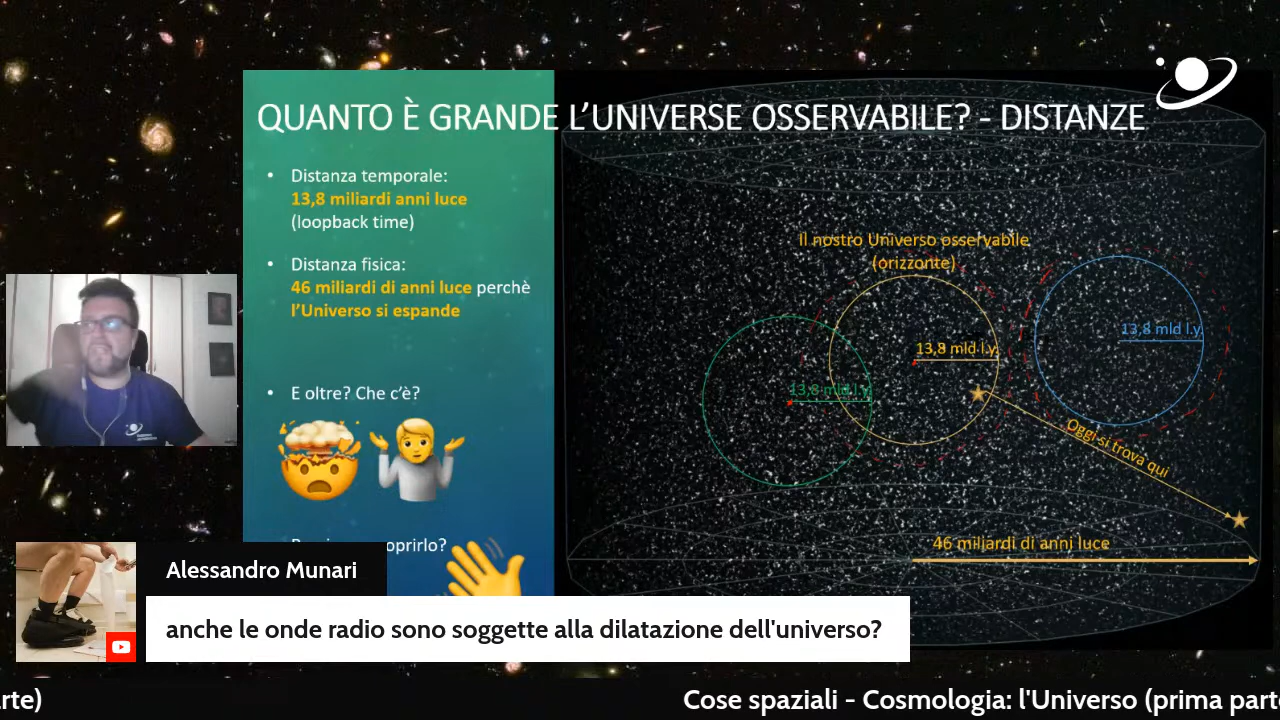 QUANTO È GRANDE L'UNIVERSE OSSERVABILE? - DISTANZE
• Distanza temporale:
13,8 miliardi anni luce
(loopback time)
• Distanza fisica:
46 miliardi di anni luce perchè
l'Universo si espande
• E oltre? Che c'è?
oprirlo?
Il nostro Universo osservabile
(orizzonte)
13,8 mld l.y.
13,8 mld l.y.
13,8 mld l.y.
Oggi si trova qui
46 miliardi di anni luce
Alessandro Munari
anche le onde radio sono soggette alla dilatazione dell'universo?
rte)
Cose spaziali - Cosmologia: l'Universo (prima part